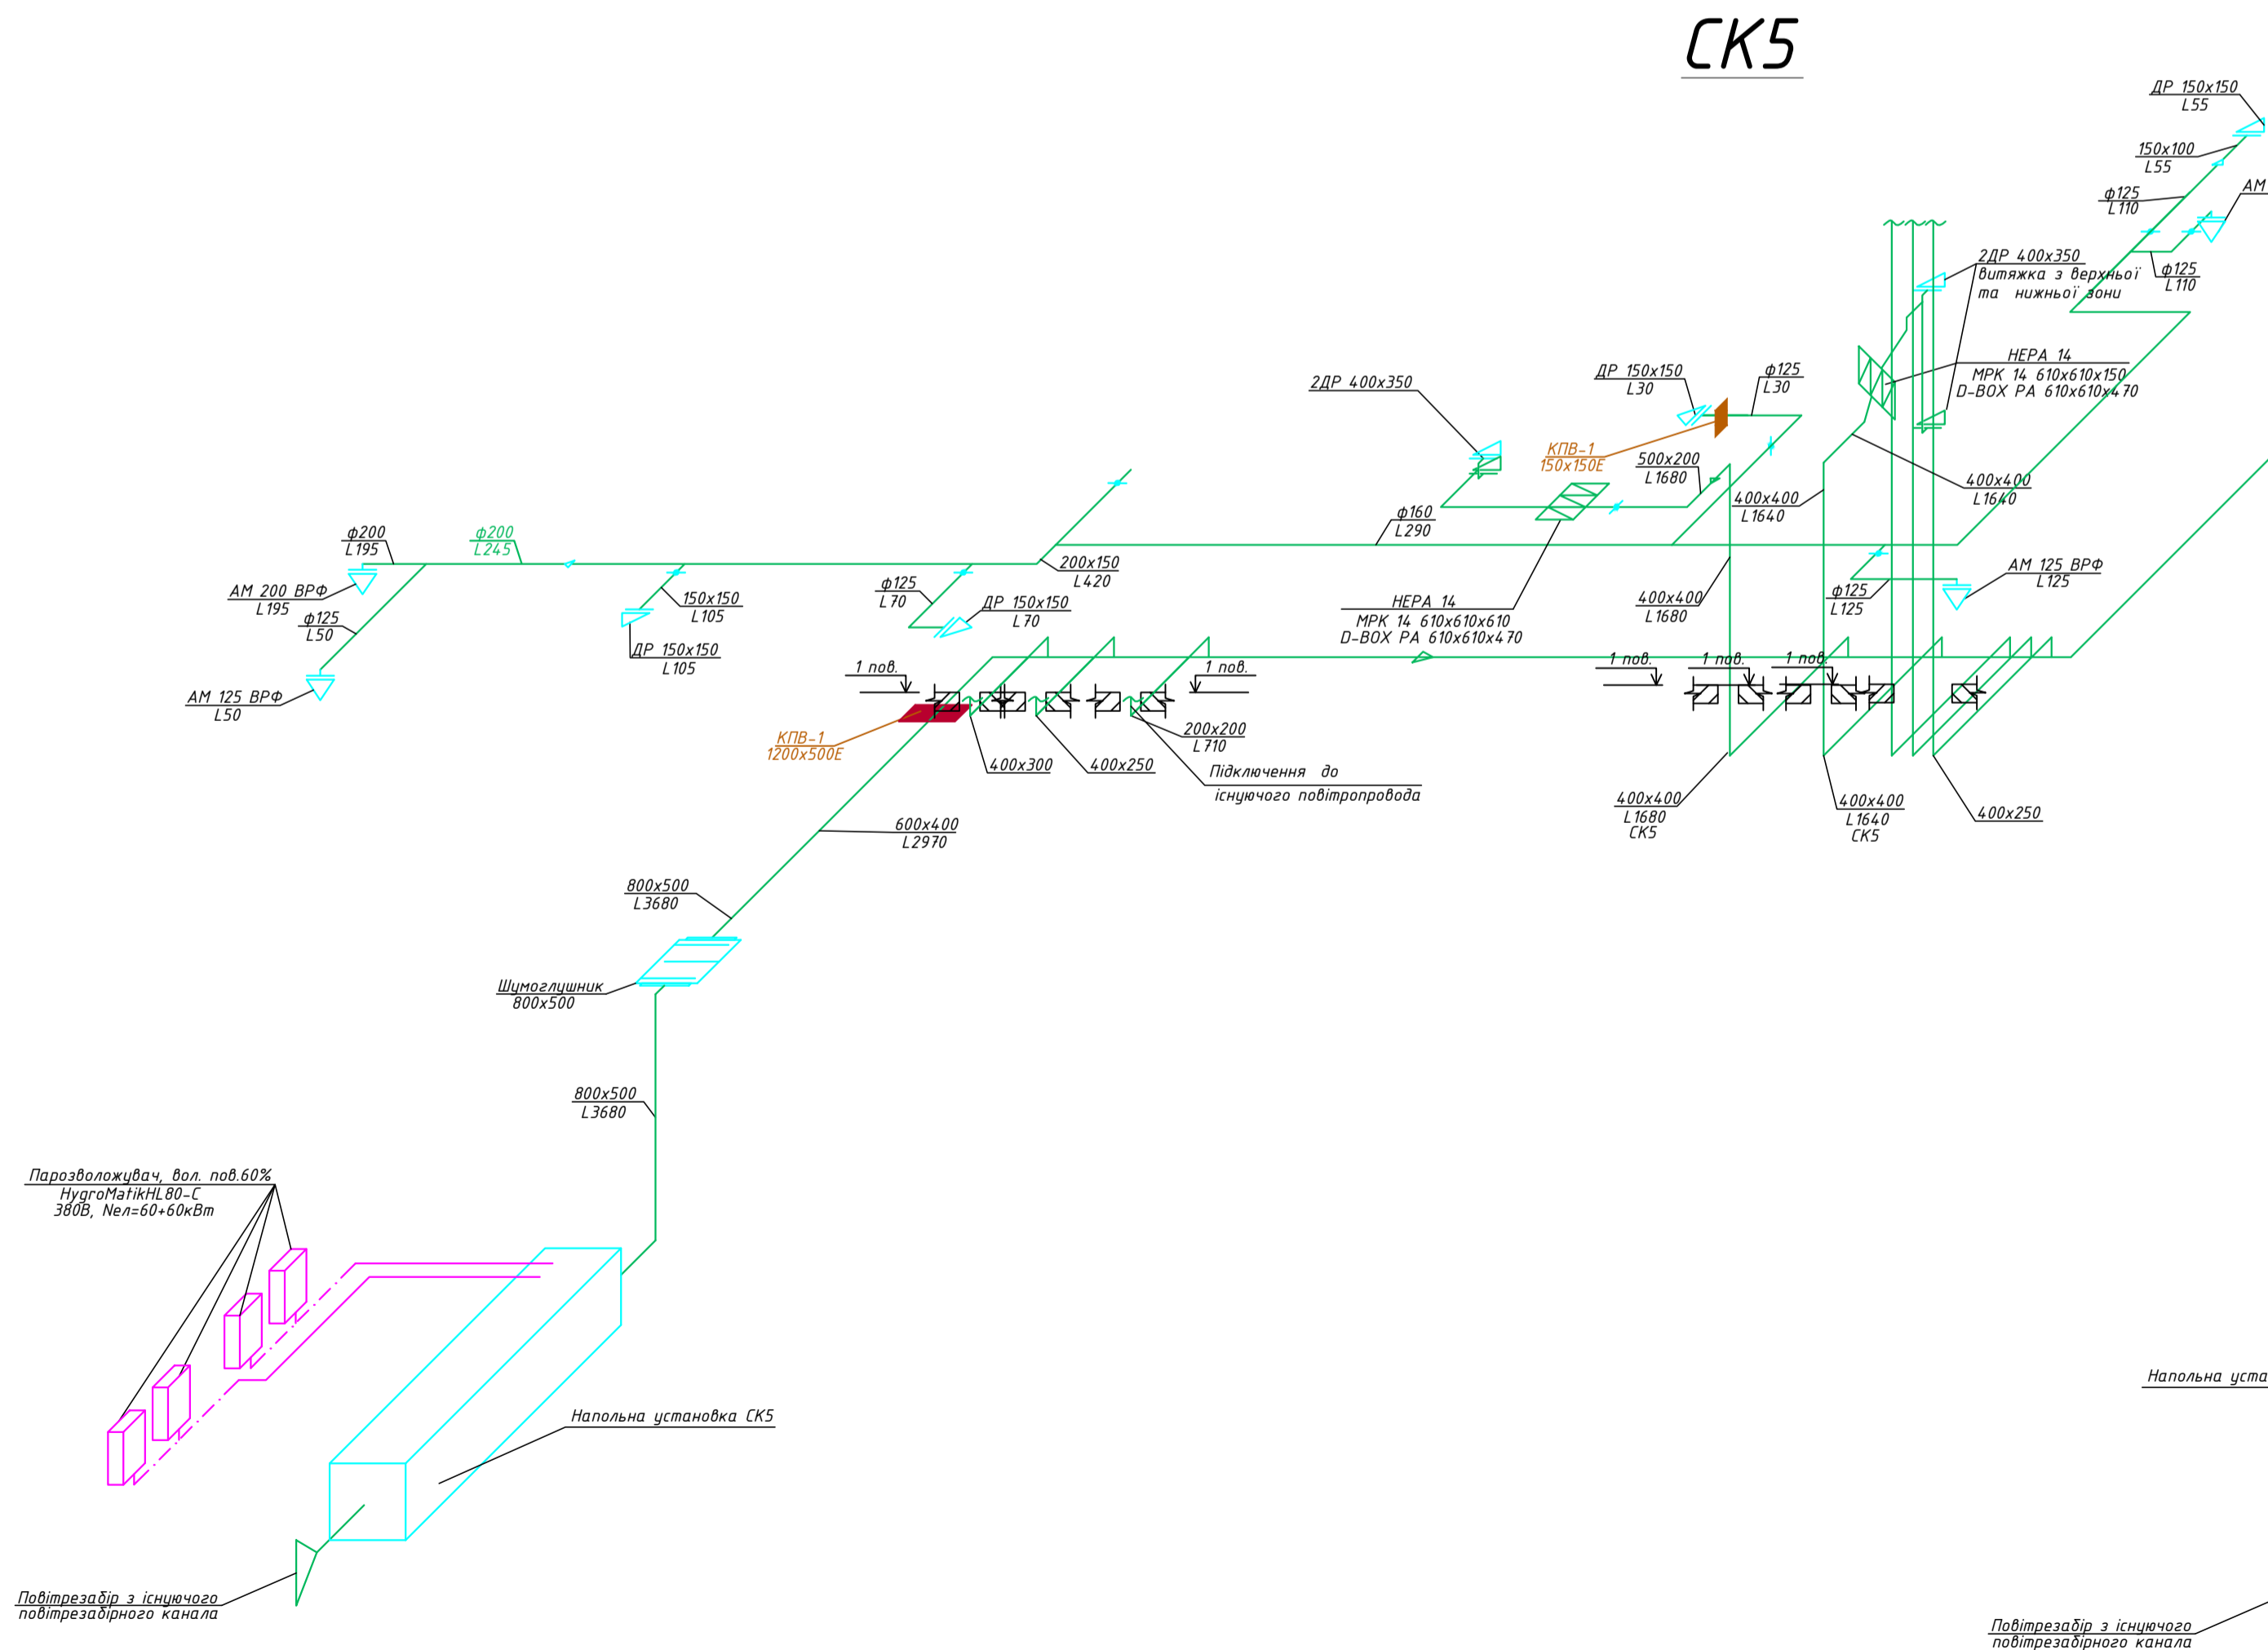 СК5
ДР 150х150
L55
150х100
L55
АМ
ф125
L110
ф125
L110
2ДР 400х350
витяжка з верхньої
та нижньої зони
НЕРА 14
МРК 14 610х610х150
D-BOX PA 610х610х470
ДР 150х150
L30
ф125
L30
2ДР 400х350
КПВ-1
150х150Е
500х200
L1680
400х400
L1640
400х400
L1640
ф160
L290
ф200
L195
ф200
L245
200х150
L420
АМ 200 ВРФ
L195
ф125
L50
150х150
L105
ф125
L70
ДР 150х150
L70
НЕРА 14
МРК 14 610х610х610
D-BOX PA 610х610х470
400х400
L1680
ф125
L125
АМ 125 ВРФ
L125
ДР 150х150
L105
АМ 125 ВРФ
L50
1 пов.
1 пов.
1 пов.
1 пов.
1 пов.
КПВ-1
1200х500Е
200х200
L710
400х300
400х250
Підключення до
існуючого повітропровода
400х400
L1680
СК5
400х400
L1640
СК5
400х250
600х400
L2970
800х500
L3680
Шумоглушник
800х500
800х500
L3680
Парозволожувач, вол. пов.60%
HygroMatikHL80-C
380В, Nел=60+60кВт
Напольна установка СК5
Напольна уста
Повітрезабір з існуючого
повітрезабірного канала
Повітрезабір з існуючого
повітрезабірного канала